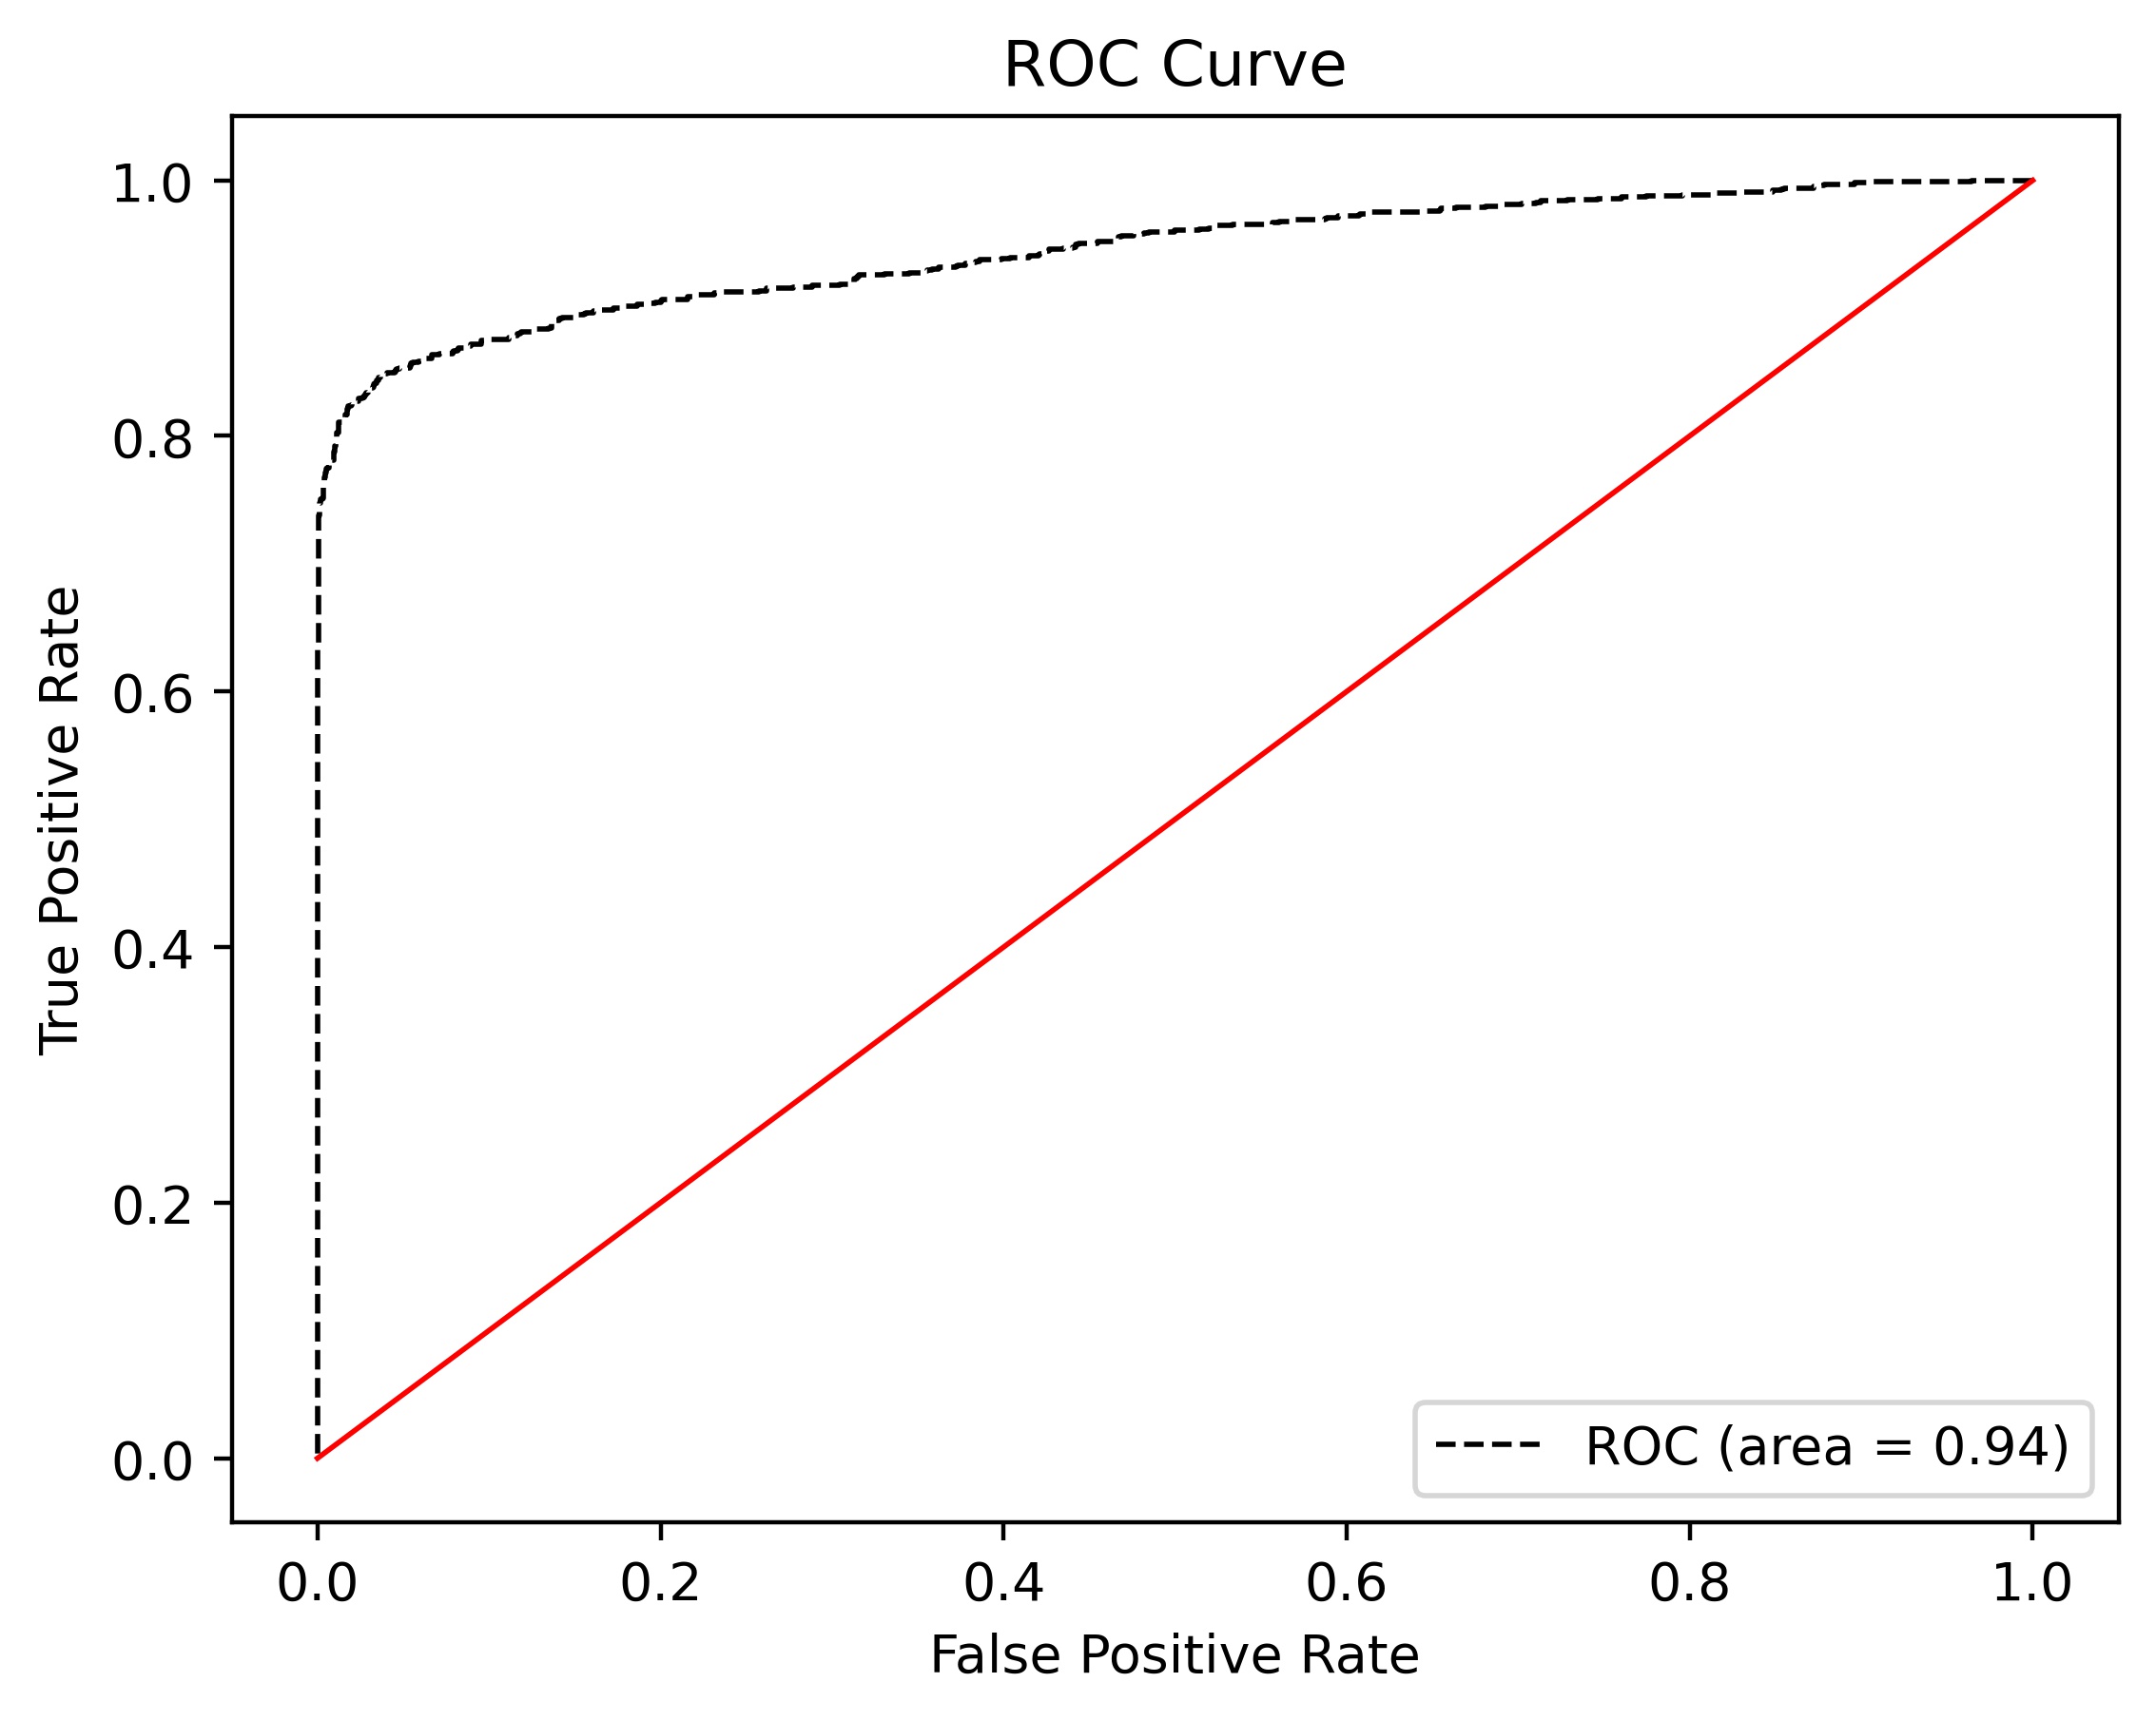 ROC Curve
1.0
0.8
0.6
0.4
0.2
0.0
True Positive Rate
ROC (area = 0.94)
0.0 0.2 0.4 0.6 0.8 1.0
False Positive Rate